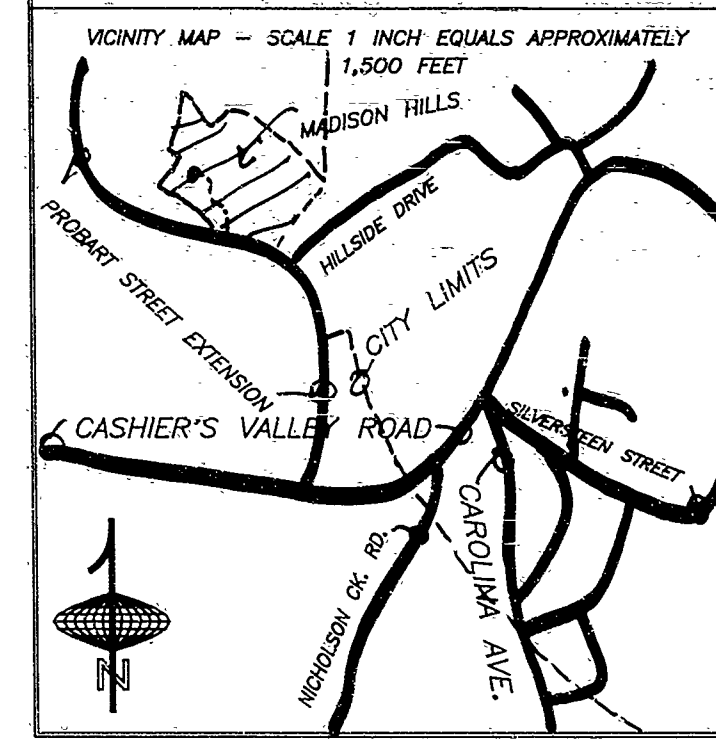 VICINITY MAP - SCALE 1 INCH EQUALS APPROXIMATELY
1,500 FEET
MADISON HILLS
HILLSIDE DRIVE
PROBART STREET EXTENSION
CITY LIMITS
CASHIER'S VALLEY ROAD
SILVERSTEEN STREET
CAROLINA AVE.
NICHOLSON CK. RD.
N